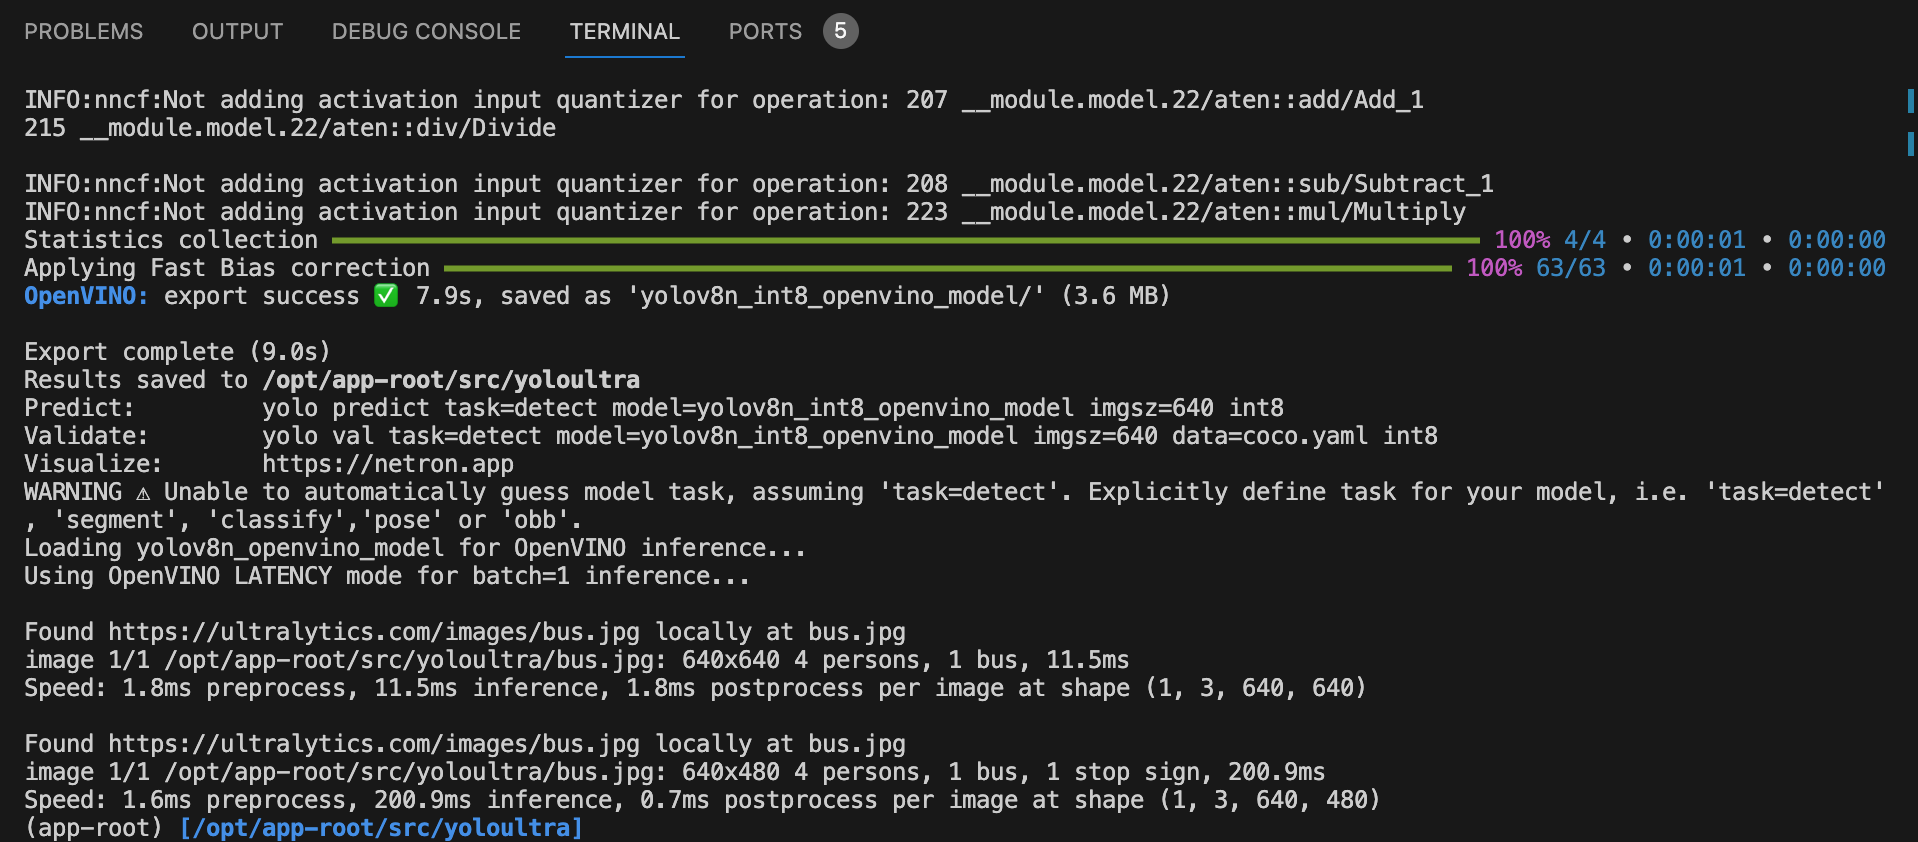 PROBLEMS OUTPUT DEBUG CONSOLE TERMINAL PORTS 5
INFO:nncf:Not adding activation input quantizer for operation: 207 __module.model.22/aten::add/Add_1
215 __module.model.22/aten::div/Divide
INFO:nncf:Not adding activation input quantizer for operation: 208 __module.model.22/aten::sub/Subtract_1
INFO:nncf:Not adding activation input quantizer for operation: 223 __module.model.22/aten::mul/Multiply
Statistics collection 100% 4/4 • 0:00:01 • 0:00:00
Applying Fast Bias correction 100% 63/63 • 0:00:01 • 0:00:00
OpenVINO: export success ✅ 7.9s, saved as 'yolov8n_int8_openvino_model/' (3.6 MB)
Export complete (9.0s)
Results saved to /opt/app-root/src/yoloultra
Predict: yolo predict task=detect model=yolov8n_int8_openvino_model imgsz=640 int8
Validate: yolo val task=detect model=yolov8n_int8_openvino_model imgsz=640 data=coco.yaml int8
Visualize: https://netron.app
WARNING ⚠ Unable to automatically guess model task, assuming 'task=detect'. Explicitly define task for your model, i.e. 'task=detect'
, 'segment', 'classify','pose' or 'obb'.
Loading yolov8n_openvino_model for OpenVINO inference...
Using OpenVINO LATENCY mode for batch=1 inference...
Found https://ultralytics.com/images/bus.jpg locally at bus.jpg
image 1/1 /opt/app-root/src/yoloultra/bus.jpg: 640x640 4 persons, 1 bus, 11.5ms
Speed: 1.8ms preprocess, 11.5ms inference, 1.8ms postprocess per image at shape (1, 3, 640, 640)
Found https://ultralytics.com/images/bus.jpg locally at bus.jpg
image 1/1 /opt/app-root/src/yoloultra/bus.jpg: 640x480 4 persons, 1 bus, 1 stop sign, 200.9ms
Speed: 1.6ms preprocess, 200.9ms inference, 0.7ms postprocess per image at shape (1, 3, 640, 480)
(app-root) [/opt/app-root/src/yoloultra]